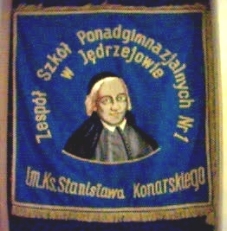 Zespół Szkół Ponadgimnazjalnych Nr 1
w Jędrzejowie
im. Ks. Stanisława Konarskiego